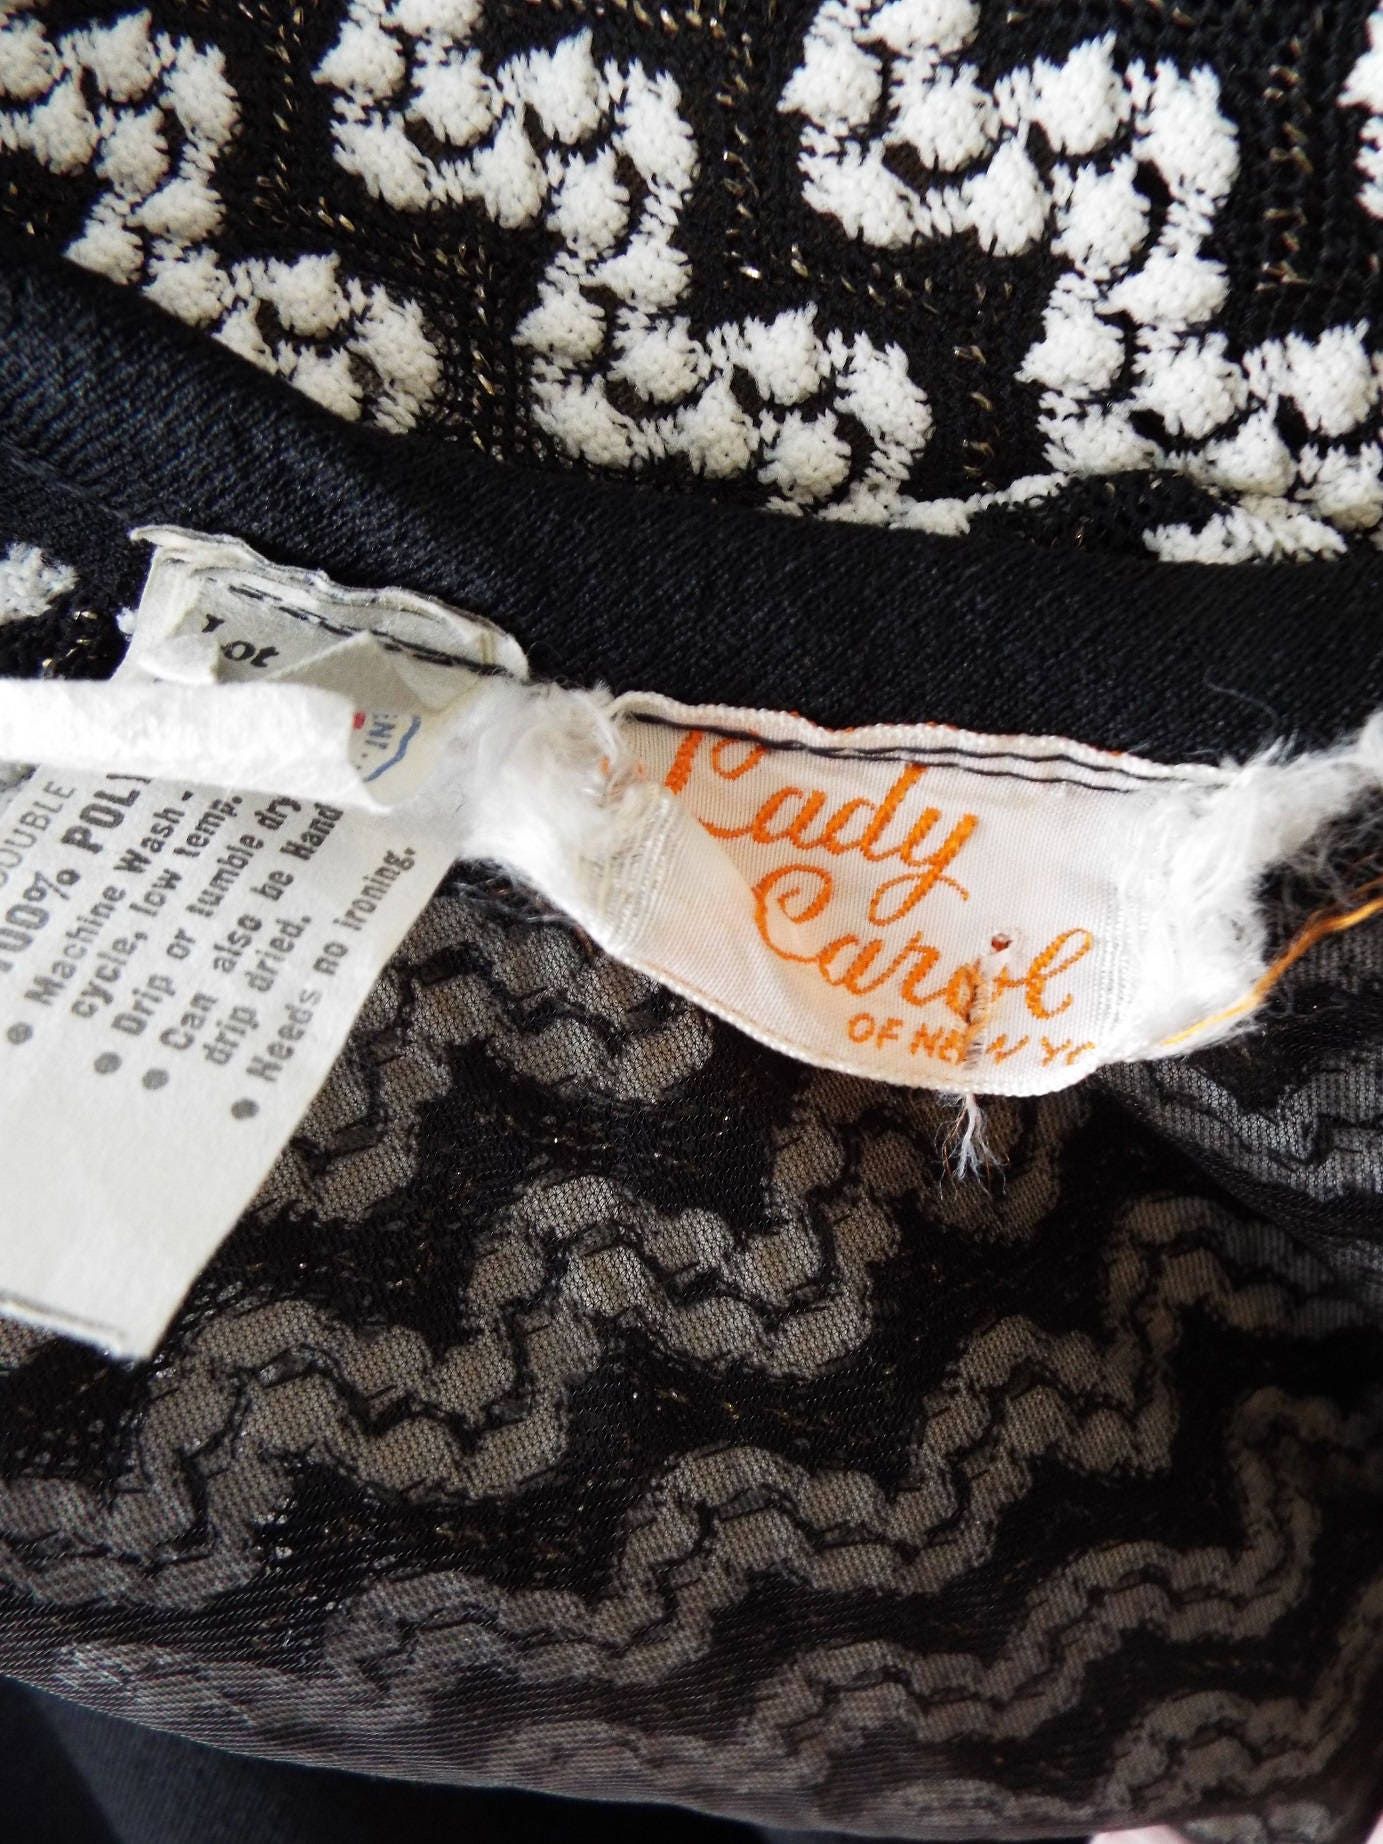 Lot
DOUBLE
100% POLY
• Machine Wash -
cycle, low temp.
• Drip or tumble dry
• Can also be Hand
drip dried.
• Needs no ironing.
Lady
Carol
OF NEW YO